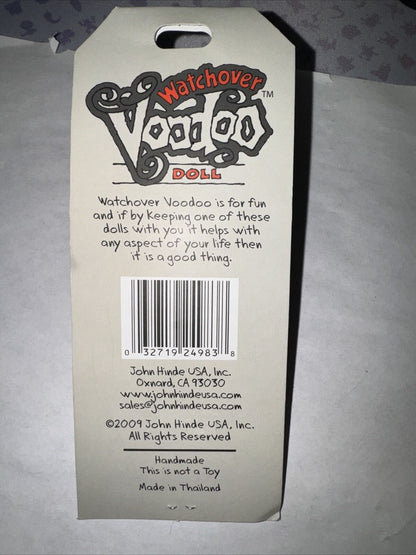 Watchover
Voodoo™
DOLL
Watchover Voodoo is for fun
and if by keeping one of these
dolls with you it helps with
any aspect of your life then
it is a good thing.
0 32719 24983 8
John Hinde USA, Inc.
Oxnard, CA 93030
www.johnhindeusa.com
sales@johnhindeusa.com
©2009 John Hinde USA, Inc.
All Rights Reserved
Handmade
This is not a Toy
Made in Thailand